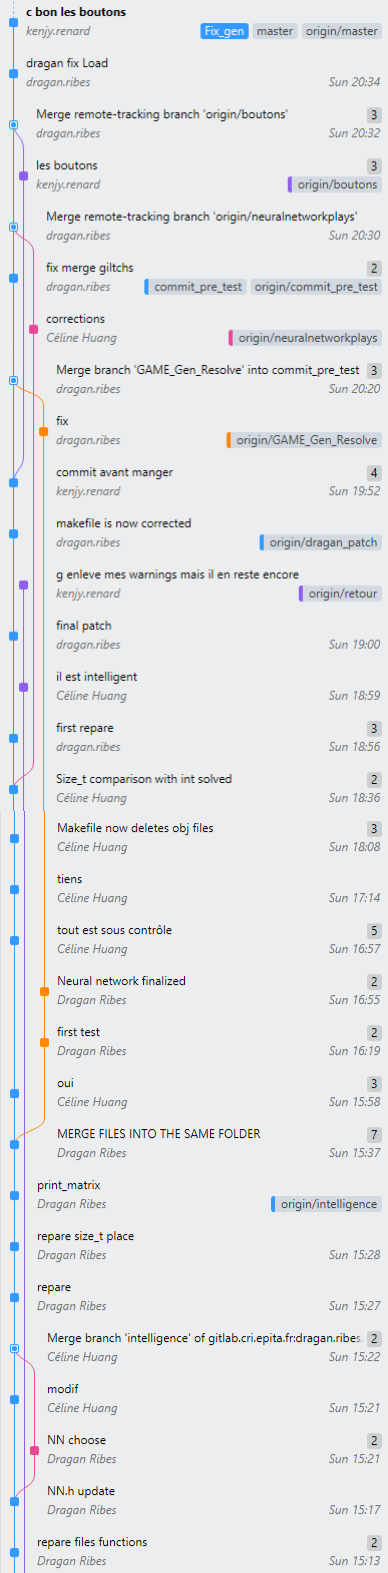 c bon les boutons
kenjy.renard Fix_gen master origin/master
dragan fix Load
dragan.ribes Sun 20:34
Merge remote-tracking branch 'origin/boutons' 3
dragan.ribes Sun 20:32
les boutons 3
kenjy.renard origin/boutons
Merge remote-tracking branch 'origin/neuralnetworkplays'
dragan.ribes Sun 20:30
fix merge giltchs 2
dragan.ribes commit_pre_test origin/commit_pre_test
corrections
Céline Huang origin/neuralnetworkplays
Merge branch 'GAME_Gen_Resolve' into commit_pre_test 3
dragan.ribes Sun 20:20
fix
dragan.ribes origin/GAME_Gen_Resolve
commit avant manger 4
kenjy.renard Sun 19:52
makefile is now corrected
dragan.ribes origin/dragan_patch
g enleve mes warnings mais il en reste encore
kenjy.renard origin/retour
final patch
dragan.ribes Sun 19:00
il est intelligent
Céline Huang Sun 18:59
first repare 3
dragan.ribes Sun 18:56
Size_t comparison with int solved 2
Céline Huang Sun 18:36
Makefile now deletes obj files 3
Céline Huang Sun 18:08
tiens
Céline Huang Sun 17:14
tout est sous contrôle 5
Céline Huang Sun 16:57
Neural network finalized 2
Dragan Ribes Sun 16:55
first test 2
Dragan Ribes Sun 16:19
oui 3
Céline Huang Sun 15:58
MERGE FILES INTO THE SAME FOLDER 7
Dragan Ribes Sun 15:37
print_matrix
Dragan Ribes origin/intelligence
repare size_t place
Dragan Ribes Sun 15:28
repare
Dragan Ribes Sun 15:27
Merge branch 'intelligence' of gitlab.cri.epita.fr:dragan.ribes 2
Céline Huang Sun 15:22
modif
Céline Huang Sun 15:21
NN choose 2
Dragan Ribes Sun 15:21
NN.h update
Dragan Ribes Sun 15:17
repare files functions 2
Dragan Ribes Sun 15:13